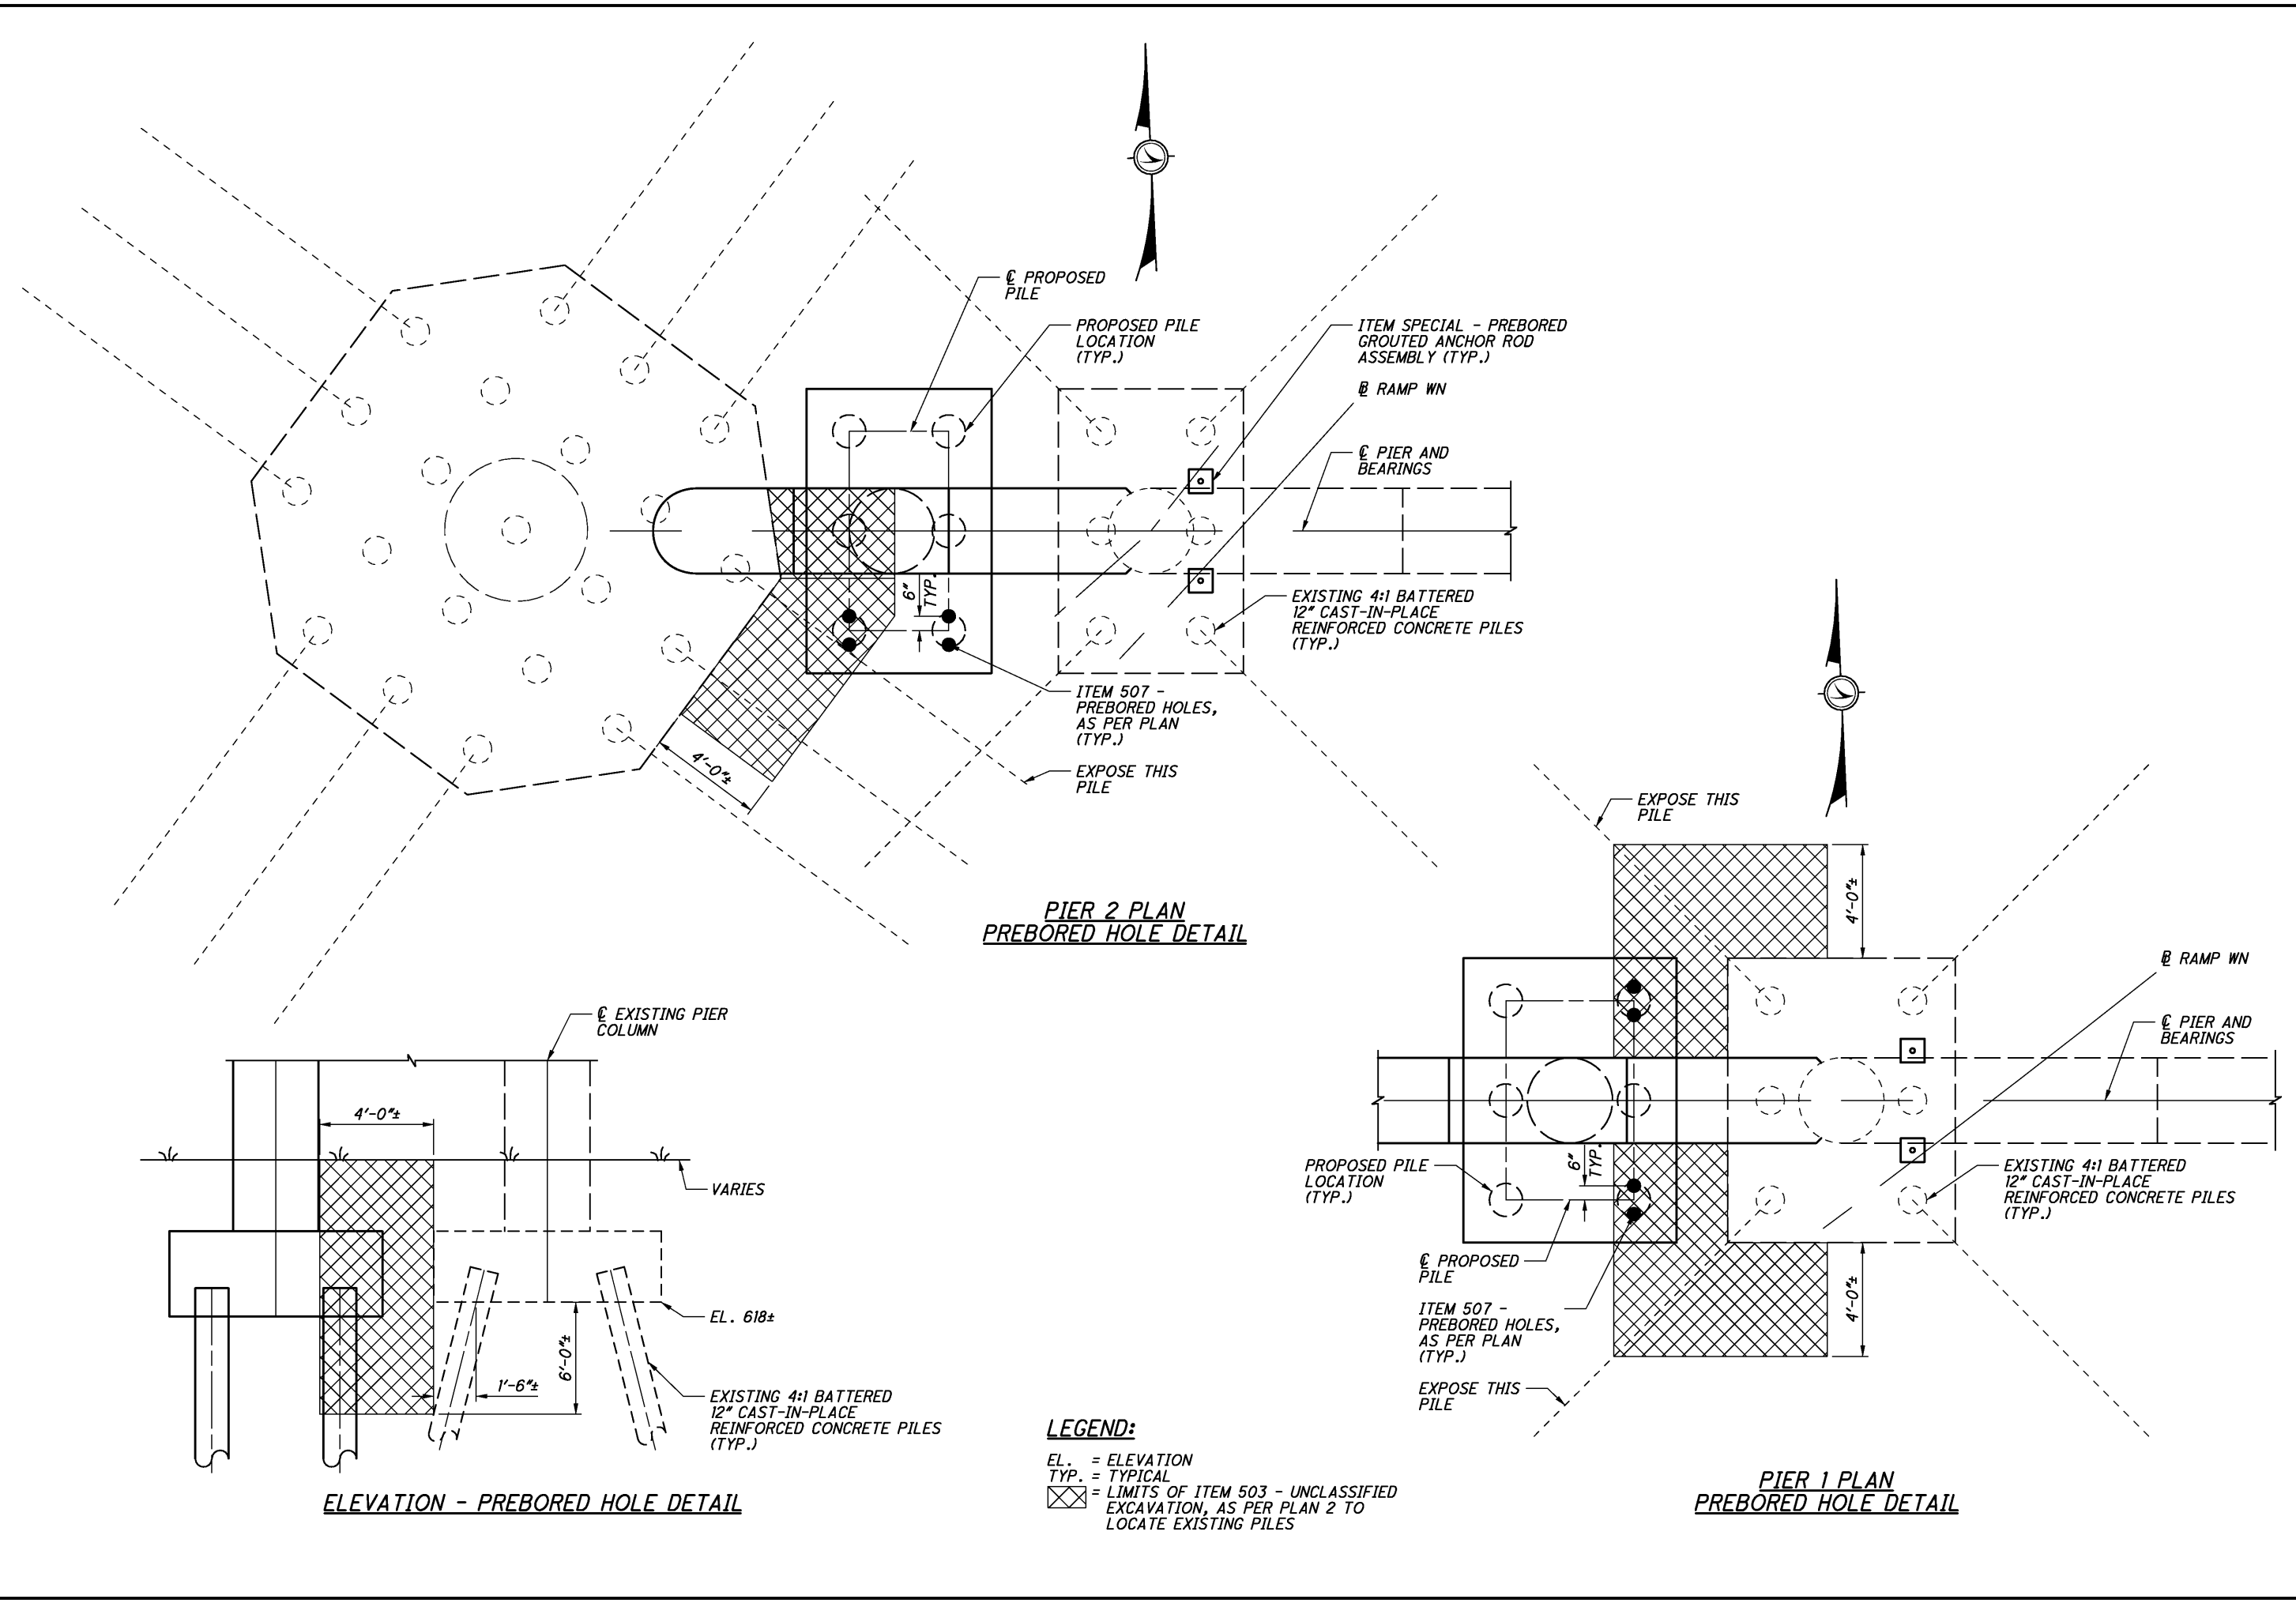 ℄ PROPOSED
PILE
PROPOSED PILE
LOCATION
(TYP.)
ITEM SPECIAL - PREBORED
GROUTED ANCHOR ROD
ASSEMBLY (TYP.)
BL RAMP WN
℄ PIER AND
BEARINGS
6"
TYP.
EXISTING 4:1 BATTERED
12" CAST-IN-PLACE
REINFORCED CONCRETE PILES
(TYP.)
ITEM 507 -
PREBORED HOLES,
AS PER PLAN
(TYP.)
4'-0"±
EXPOSE THIS
PILE
PIER 2 PLAN
PREBORED HOLE DETAIL
EXPOSE THIS
PILE
4'-0"±
BL RAMP WN
℄ PIER AND
BEARINGS
6"
TYP.
PROPOSED PILE
LOCATION
(TYP.)
EXISTING 4:1 BATTERED
12" CAST-IN-PLACE
REINFORCED CONCRETE PILES
(TYP.)
℄ PROPOSED
PILE
4'-0"±
ITEM 507 -
PREBORED HOLES,
AS PER PLAN
(TYP.)
EXPOSE THIS
PILE
PIER 1 PLAN
PREBORED HOLE DETAIL
℄ EXISTING PIER
COLUMN
4'-0"±
VARIES
EL. 618±
6'-0"±
1'-6"±
EXISTING 4:1 BATTERED
12" CAST-IN-PLACE
REINFORCED CONCRETE PILES
(TYP.)
ELEVATION - PREBORED HOLE DETAIL
LEGEND:
EL. = ELEVATION
TYP. = TYPICAL
= LIMITS OF ITEM 503 - UNCLASSIFIED
EXCAVATION, AS PER PLAN 2 TO
LOCATE EXISTING PILES